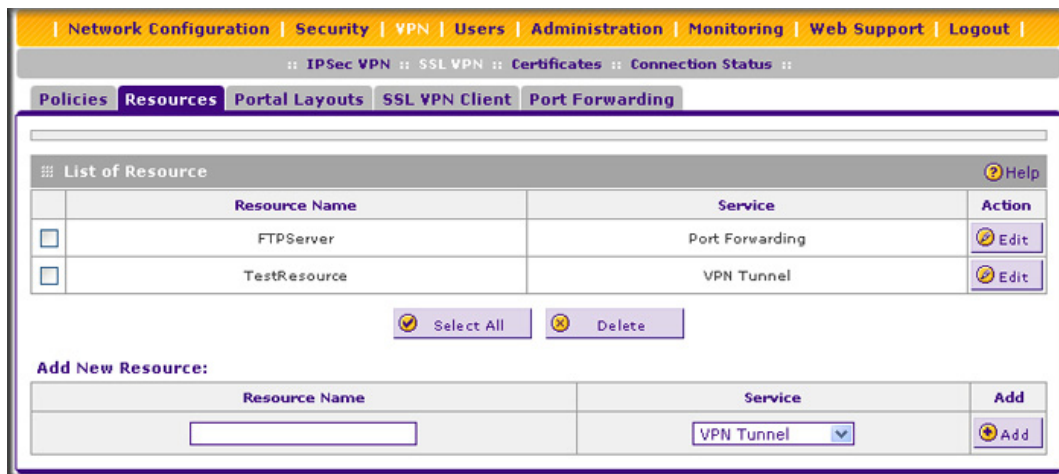 | Network Configuration | Security | VPN | Users | Administration | Monitoring | Web Support | Logout |
:: IPSec VPN :: SSL VPN :: Certificates :: Connection Status ::
Policies Resources Portal Layouts SSL VPN Client Port Forwarding
List of Resource ? Help
Resource Name Service Action
FTPServer Port Forwarding Edit
TestResource VPN Tunnel Edit
Select All Delete
Add New Resource:
Resource Name Service Add
VPN Tunnel Add